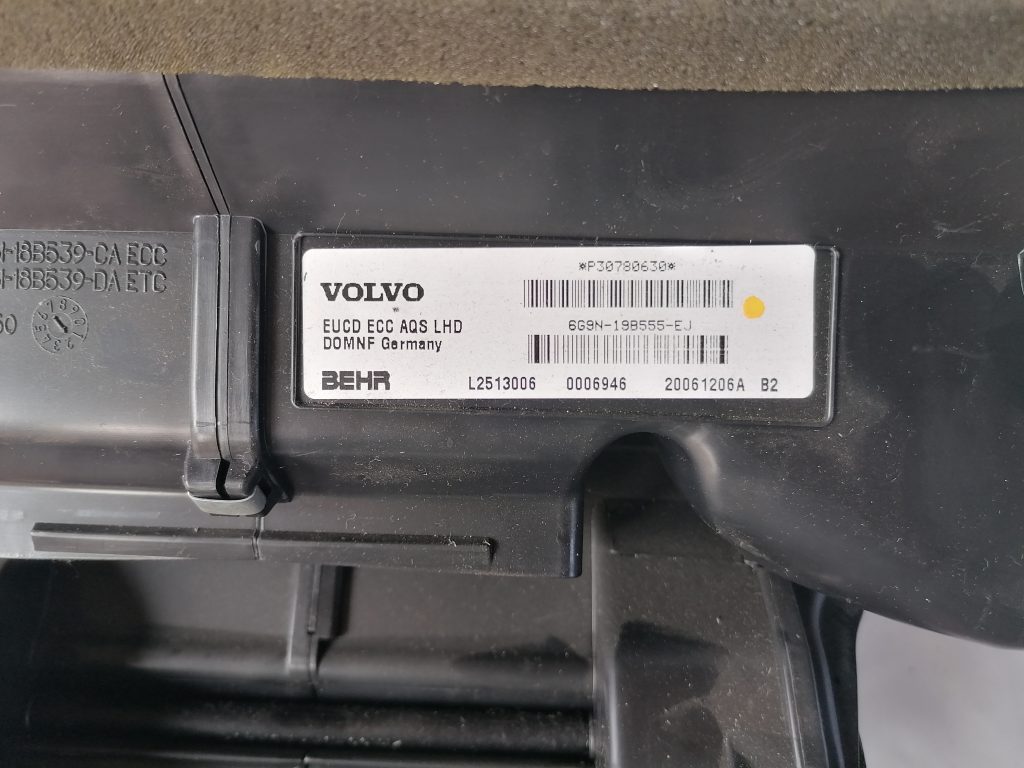 18B539-CA ECC
18B539-DA ETC
*P30780630*
VOLVO
6G9N-19B555-EJ
EUCD ECC AQS LHD
DOMNF Germany
BEHR L2513006 0006946 20061206A B2